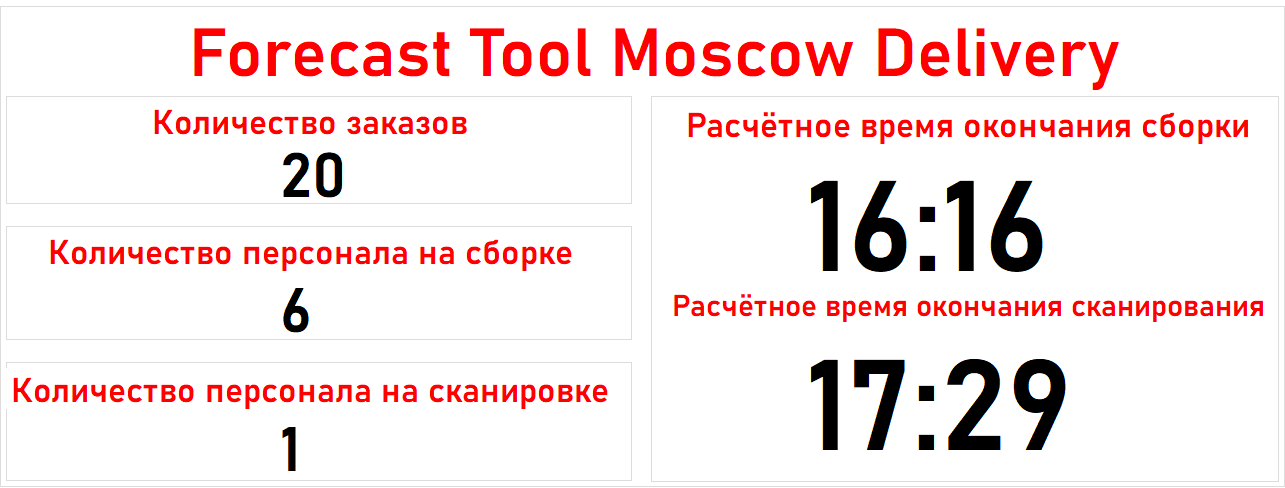 Forecast Tool Moscow Delivery
Количество заказов
20
Количество персонала на сборке
6
Количество персонала на сканировке
1
Расчётное время окончания сборки
16:16
Расчётное время окончания сканирования
17:29